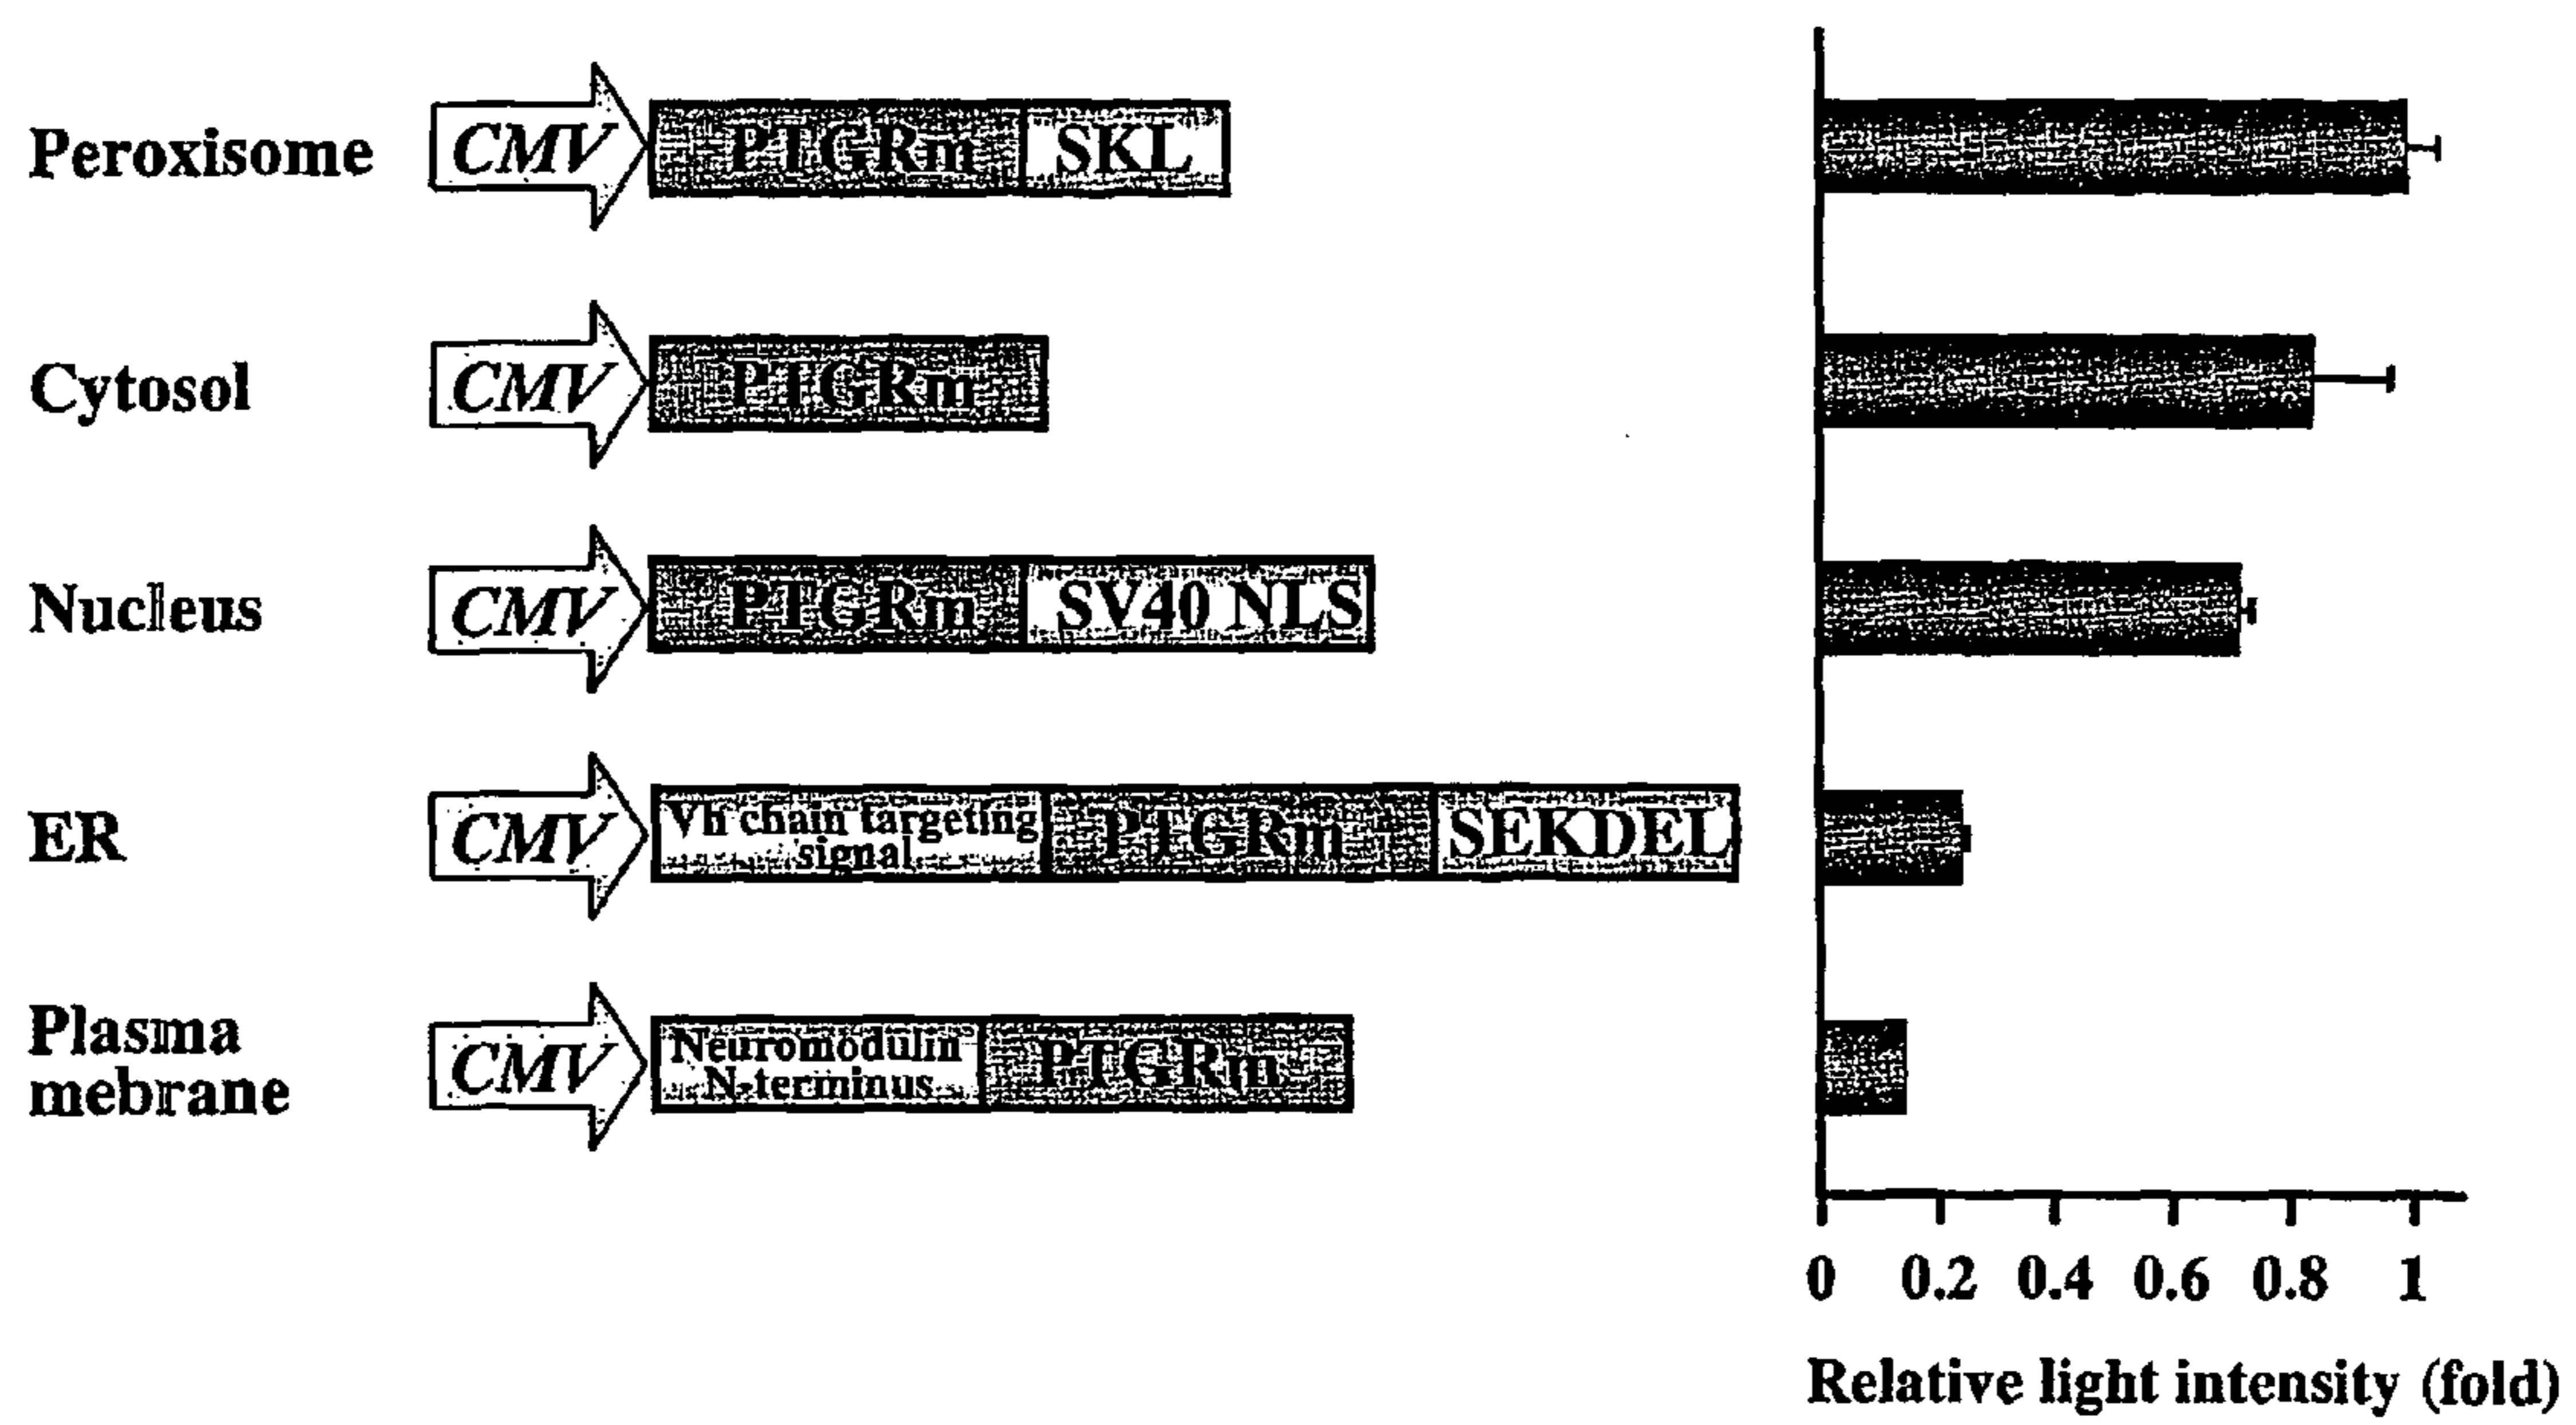 Peroxisome CMV PTGRm SKL
Cytosol CMV PTGRm
Nucleus CMV PTGRm SV40 NLS
ER CMV Vh chain targeting signal PTGRm SEKDEL
Plasma mebrane CMV Neuromodulin N-terminus PTGRm
0 0.2 0.4 0.6 0.8 1
Relative light intensity (fold)